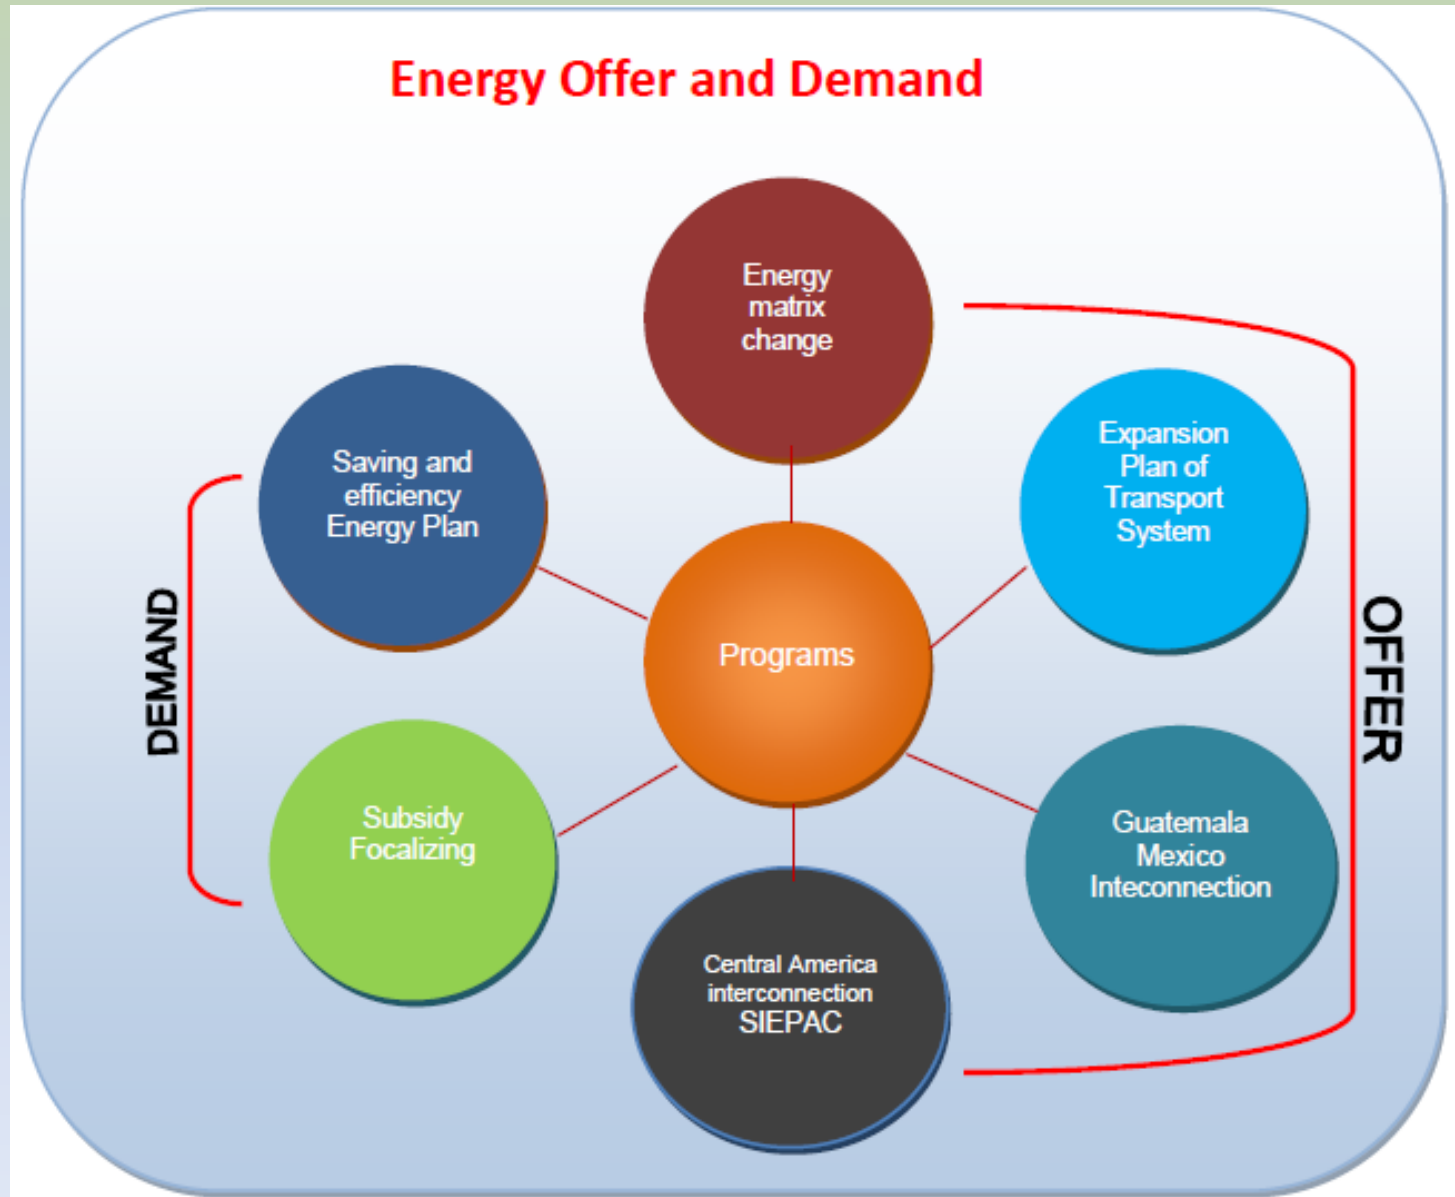 Energy Offer and Demand
Energy
matrix
change
Saving and
efficiency
Energy Plan
Expansion
Plan of
Transport
System
DEMAND
Programs
OFFER
Subsidy
Focalizing
Guatemala
Mexico
Inteconnection
Central America
interconnection
SIEPAC